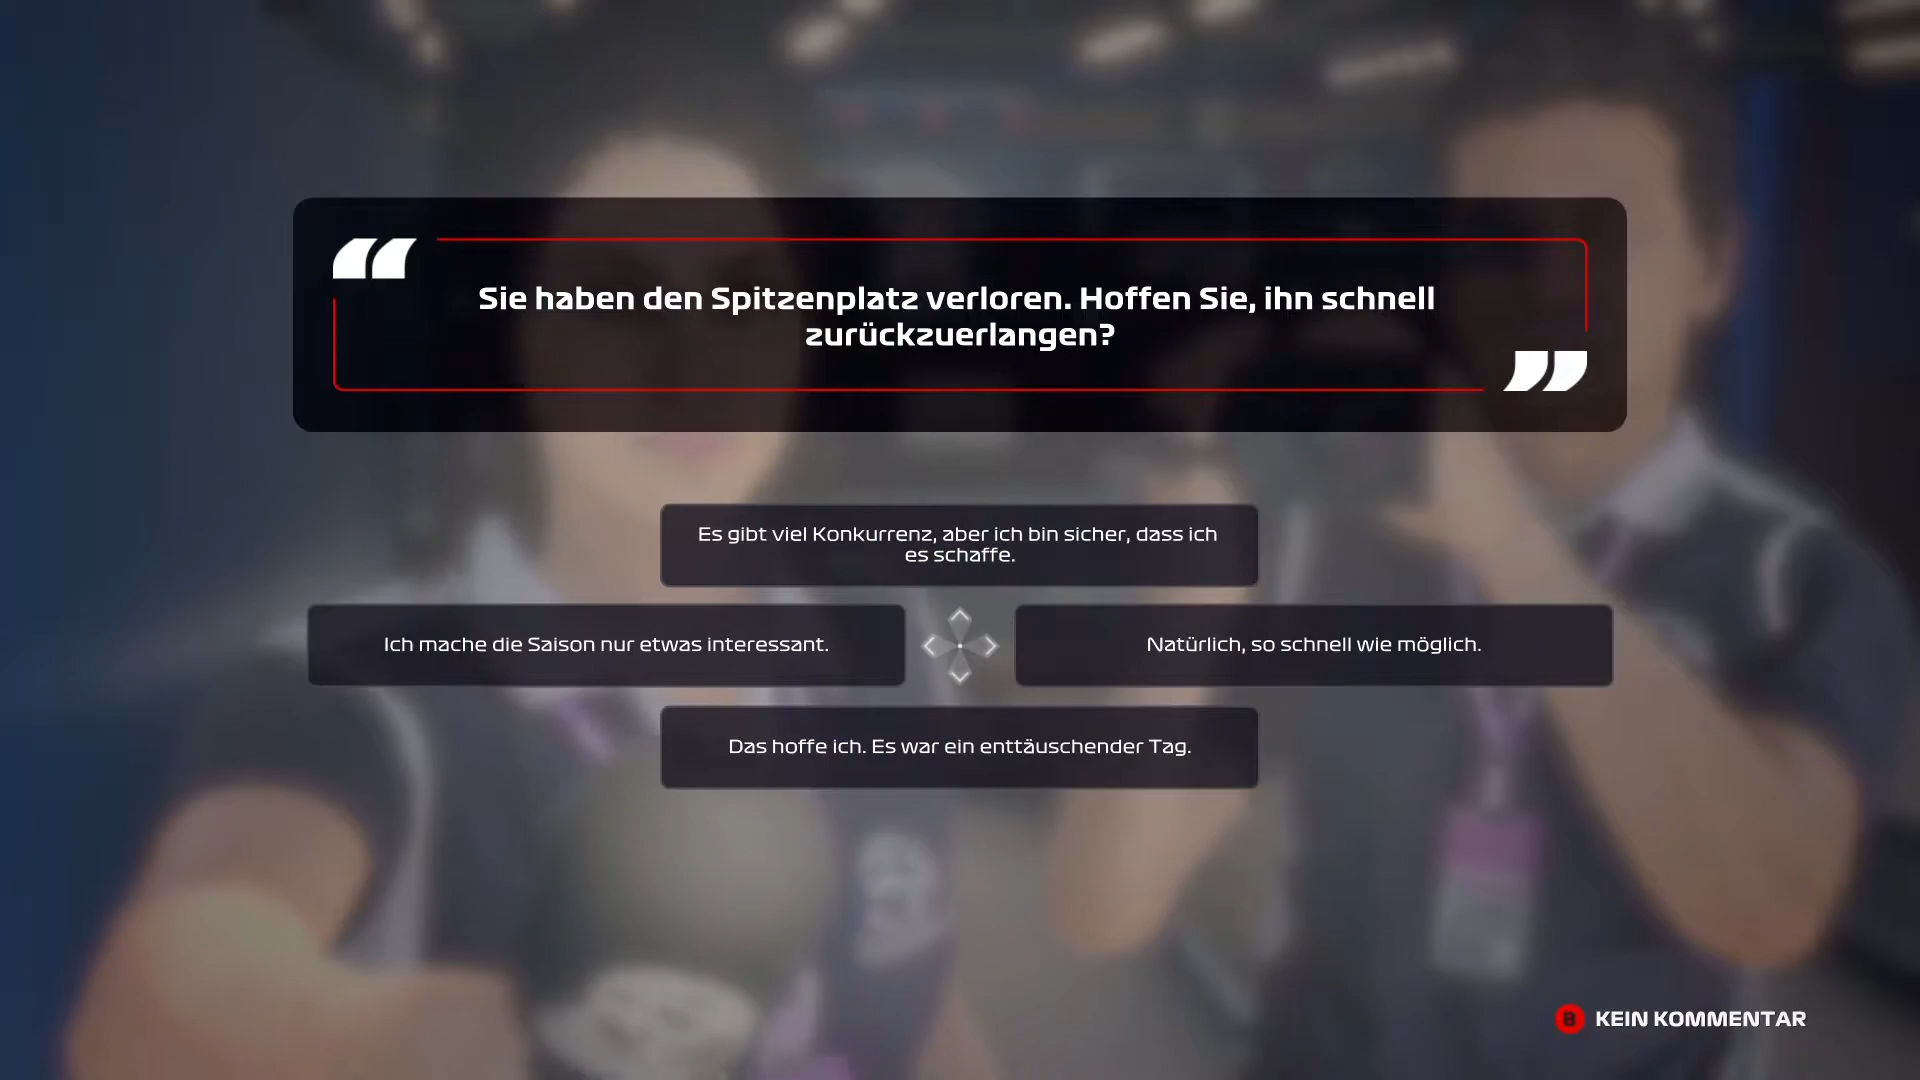 Sie haben den Spitzenplatz verloren. Hoffen Sie, ihn schnell
zurückzuerlangen?
Es gibt viel Konkurrenz, aber ich bin sicher, dass ich
es schaffe.
Ich mache die Saison nur etwas interessant.
Natürlich, so schnell wie möglich.
Das hoffe ich. Es war ein enttäuschender Tag.
B KEIN KOMMENTAR